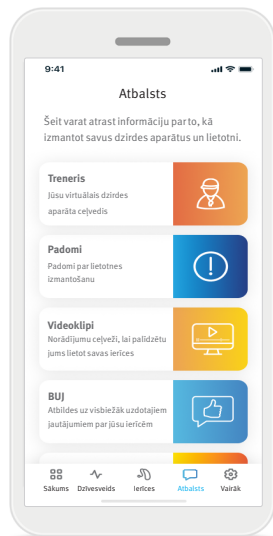 9:41
Atbalsts
Šeit varat atrast informāciju par to, kā
izmantot savus dzirdes aparātus un lietotni.
Treneris
Jūsu virtuālais dzirdes
aparāta ceļvedis
Padomi
Padomi par lietotnes
izmantošanu
Videoklipi
Norādījumu ceļveži, lai palīdzētu
jums lietot savas ierīces
BUJ
Atbildes uz visbiežāk uzdotajiem
jautājumiem par jūsu ierīcēm
Sākums Dzīvesveids Ierīces Atbalsts Vairāk